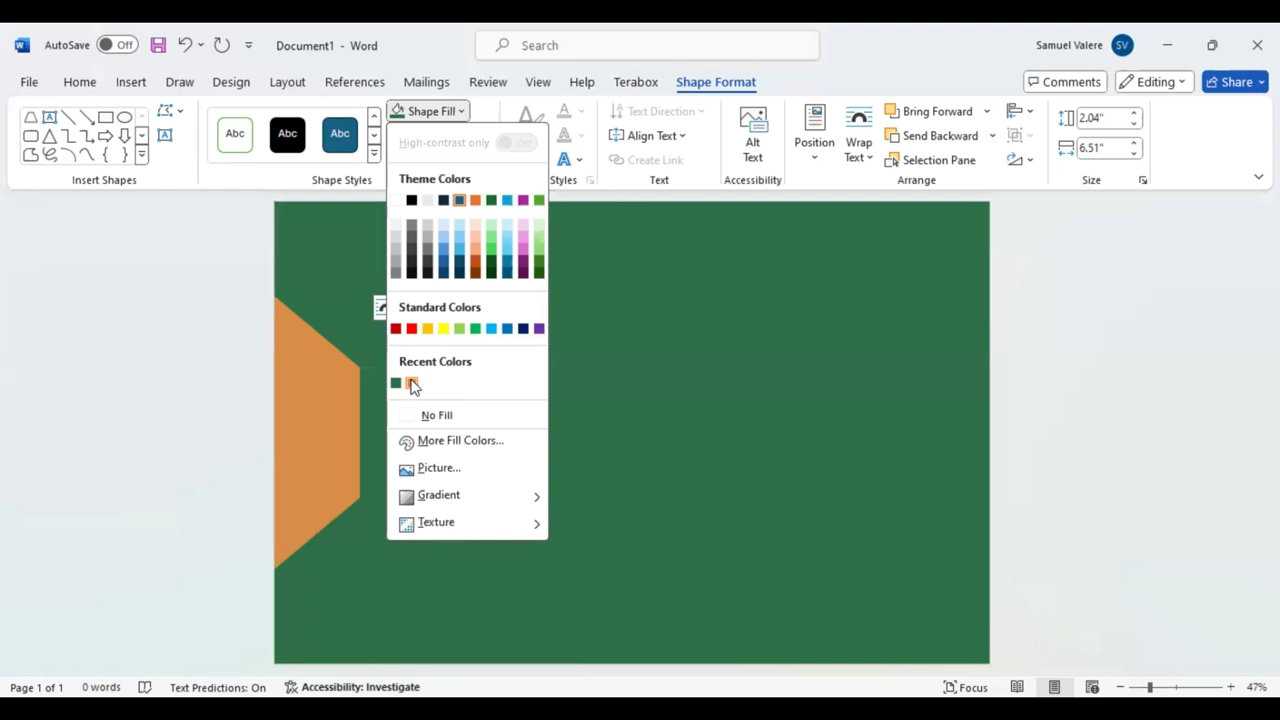 AutoSave Off Document1 - Word Search Samuel Valere SV
File Home Insert Draw Design Layout References Mailings Review View Help Terabox Shape Format Comments Editing Share
Abc Abc Abc Shape Fill Text Direction Bring Forward 2.04"
Align Text Alt Text Position Wrap Text Send Backward 6.51"
Create Link Selection Pane
Insert Shapes Shape Styles Styles Text Accessibility Arrange Size
High-contrast only Off
Theme Colors
Standard Colors
Recent Colors
No Fill
More Fill Colors...
Picture...
Gradient
Texture
Page 1 of 1 0 words Text Predictions: On Accessibility: Investigate Focus 47%